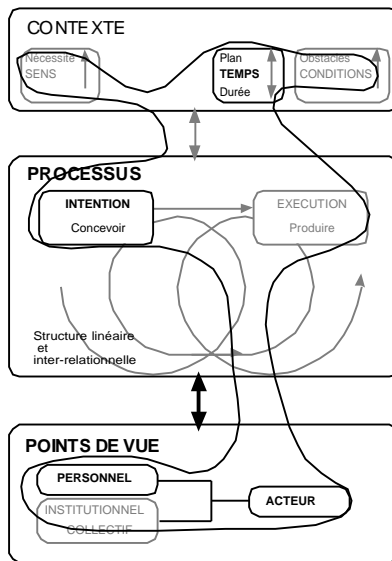 CONTEXTE
Nécessité
SENS
Plan
TEMPS
Durée
Obstacles
CONDITIONS
PROCESSUS
INTENTION
Concevoir
EXECUTION
Produire
Structure linéaire
et
inter-relationnelle
POINTS DE VUE
PERSONNEL
INSTITUTIONNEL
COLLECTIF
ACTEUR